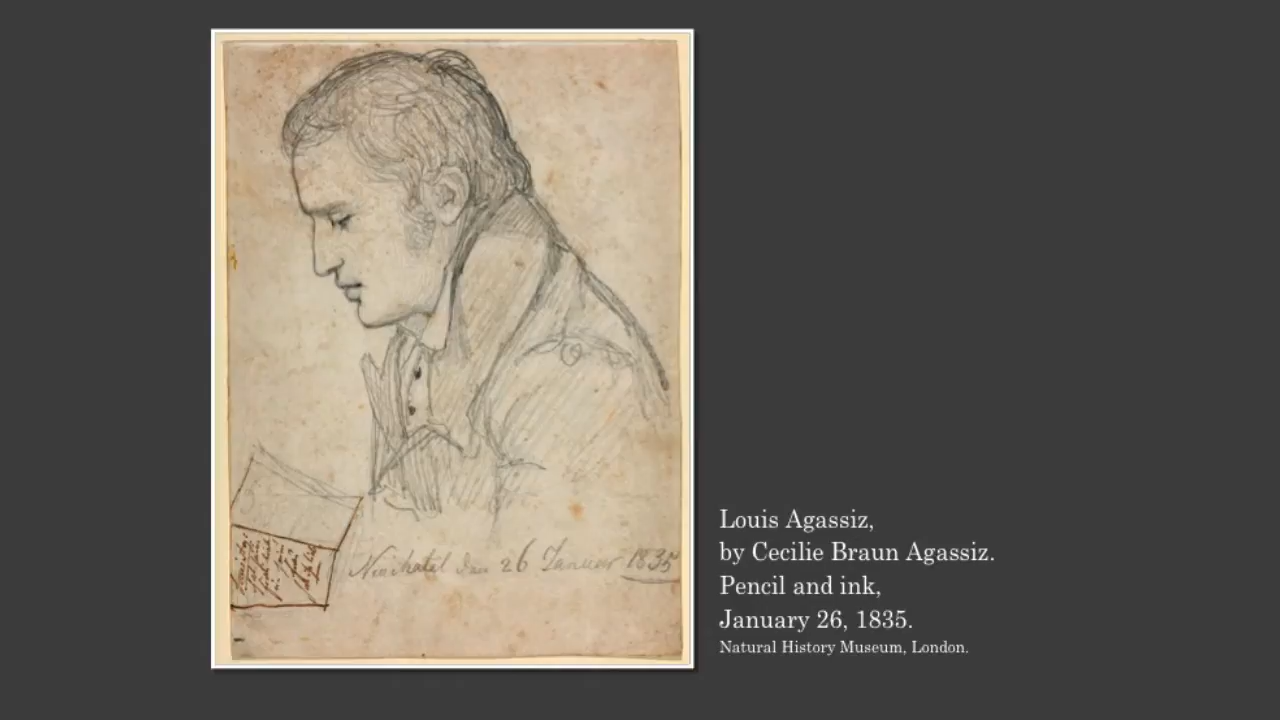 Neuchatel den 26 Januar 1835
Louis Agassiz,
by Cecilie Braun Agassiz.
Pencil and ink,
January 26, 1835.
Natural History Museum, London.